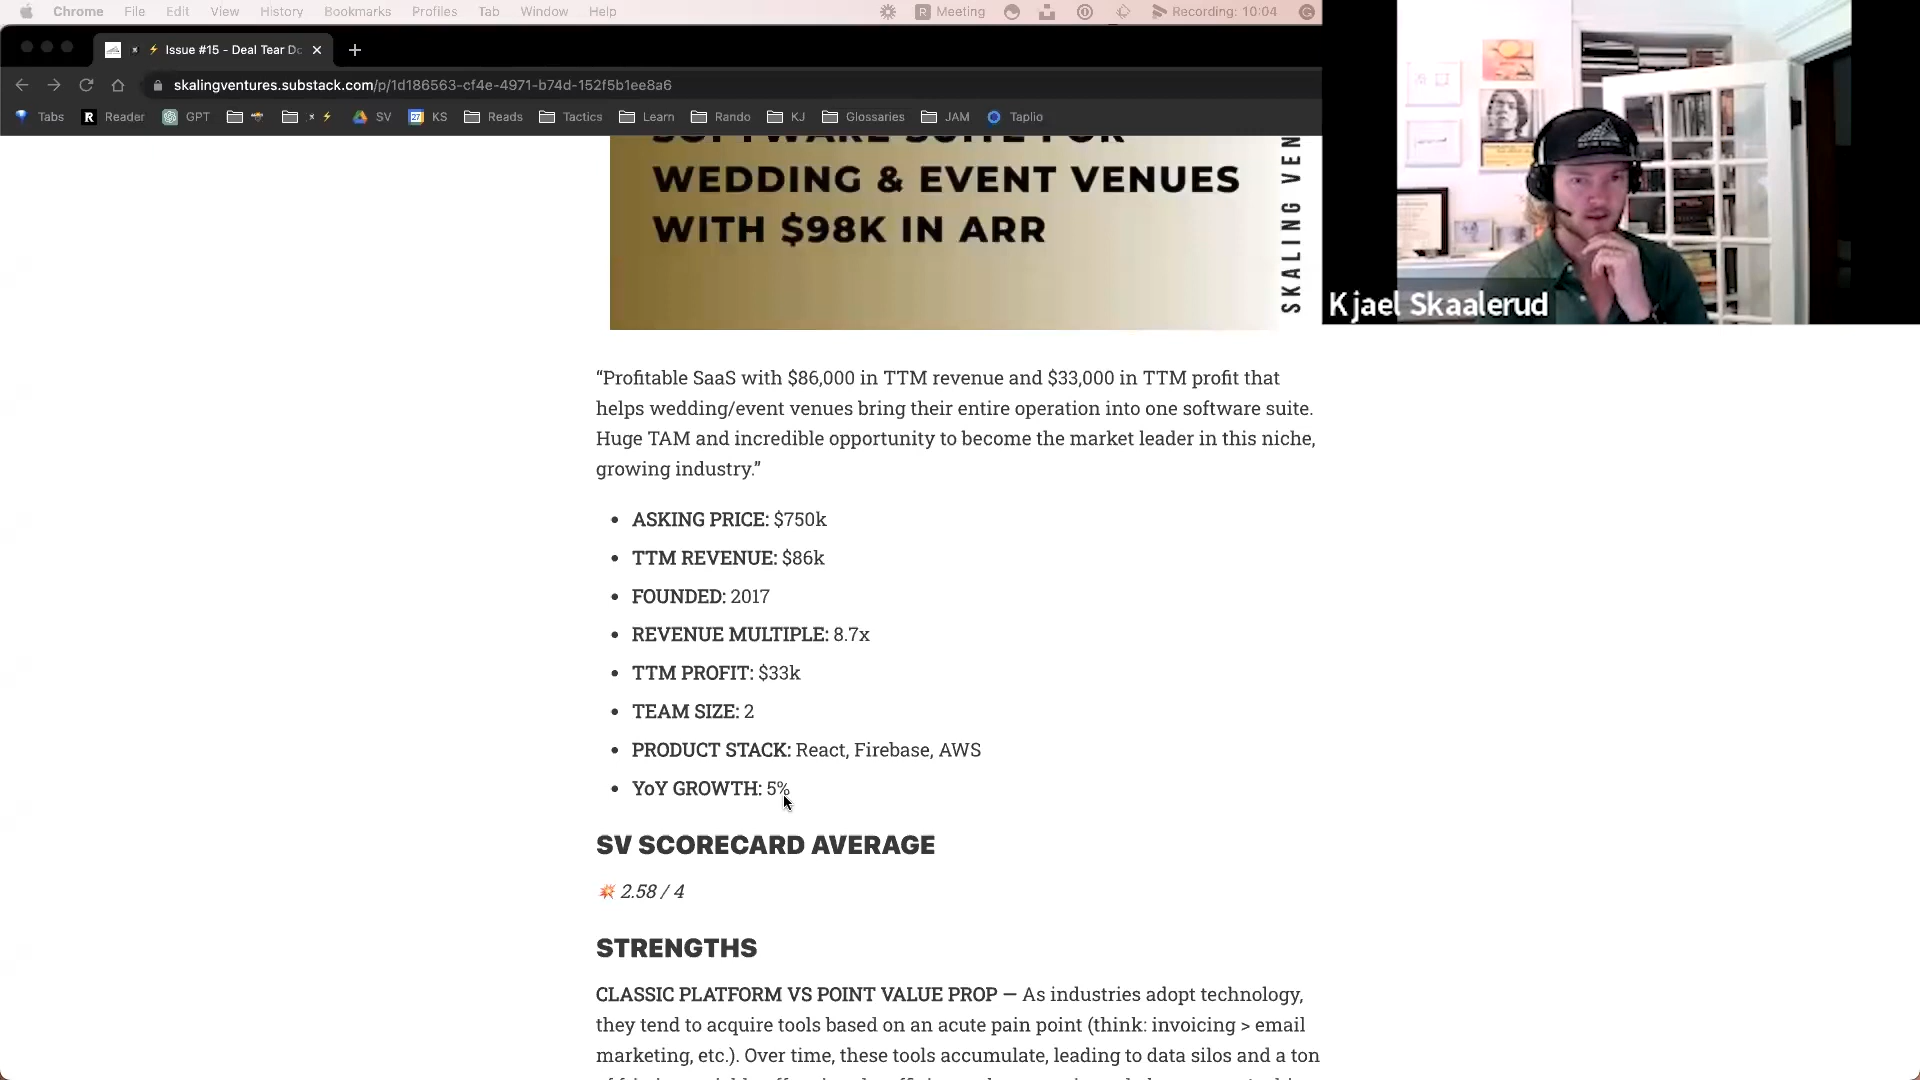 Chrome File Edit View History Bookmarks Profiles Tab Window Help R Meeting Recording: 10:04
Issue #15 - Deal Tear Dc
skalingventures.substack.com/p/1d186563-cf4e-4971-b74d-152f5b1ee8a6
Tabs R Reader GPT SV 27 KS Reads Tactics Learn Rando KJ Glossaries JAM Taplio
SOFTWARE SUITE FOR
WEDDING & EVENT VENUES
WITH $98K IN ARR
SKALING VEN
Kjael Skaalerud
“Profitable SaaS with $86,000 in TTM revenue and $33,000 in TTM profit that
helps wedding/event venues bring their entire operation into one software suite.
Huge TAM and incredible opportunity to become the market leader in this niche,
growing industry.”
• ASKING PRICE: $750k
• TTM REVENUE: $86k
• FOUNDED: 2017
• REVENUE MULTIPLE: 8.7x
• TTM PROFIT: $33k
• TEAM SIZE: 2
• PRODUCT STACK: React, Firebase, AWS
• YoY GROWTH: 5%
SV SCORECARD AVERAGE
2.58 / 4
STRENGTHS
CLASSIC PLATFORM VS POINT VALUE PROP — As industries adopt technology,
they tend to acquire tools based on an acute pain point (think: invoicing > email
marketing, etc.). Over time, these tools accumulate, leading to data silos and a ton